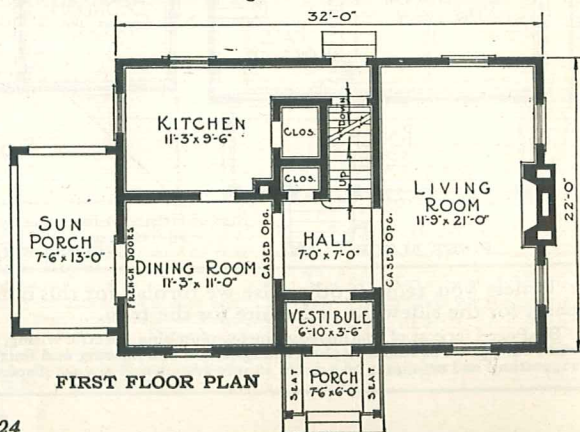 32'-0"
KITCHEN
11'-3"x 9'-6"
CLOS.
DOWN
CLOS.
UP
LIVING
ROOM
11'-9"x 21'-0"
22'-0"
SUN
PORCH
7'-6"x 13'-0"
FRENCH DOORS
DINING ROOM
11'-3"x 11'-0"
CASED OPG.
HALL
7'-0"x 7'-0"
CASED OPG.
VESTIBULE
6'-10"x 3'-6"
SEAT
PORCH
7'-6"x 6'-0"
SEAT
FIRST FLOOR PLAN
24